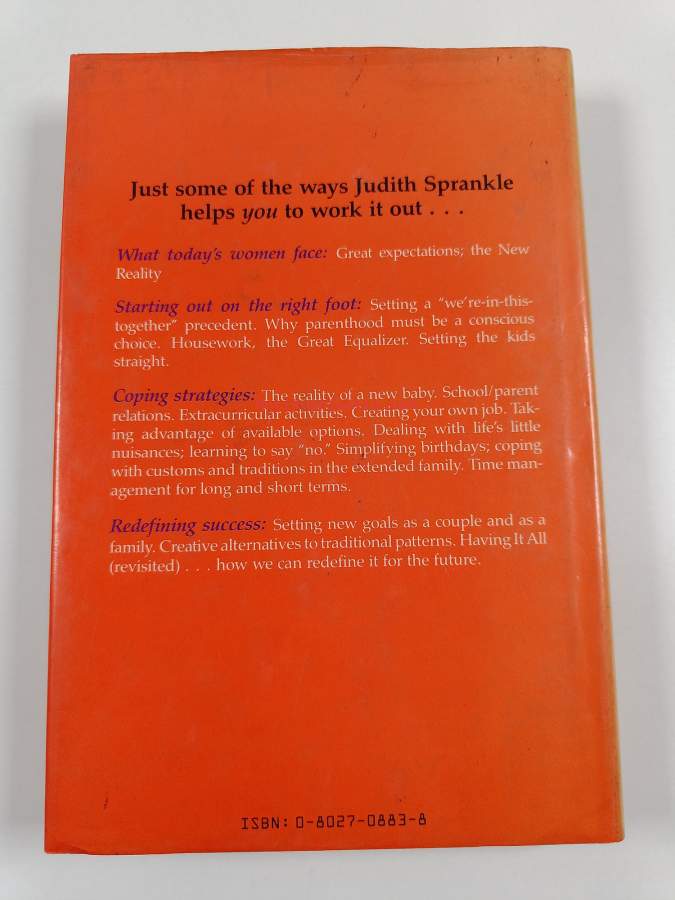 Just some of the ways Judith Sprankle
helps you to work it out . . .
What today's women face: Great expectations; the New
Reality
Starting out on the right foot: Setting a “we're-in-this-
together” precedent. Why parenthood must be a conscious
choice. Housework, the Great Equalizer. Setting the kids
straight.
Coping strategies: The reality of a new baby. School/parent
relations. Extracurricular activities. Creating your own job. Tak-
ing advantage of available options. Dealing with life's little
nuisances; learning to say “no.” Simplifying birthdays; coping
with customs and traditions in the extended family. Time man-
agement for long and short terms.
Redefining success: Setting new goals as a couple and as a
family. Creative alternatives to traditional patterns. Having It All
(revisited) . . . how we can redefine it for the future.
ISBN: 0-8027-0883-8